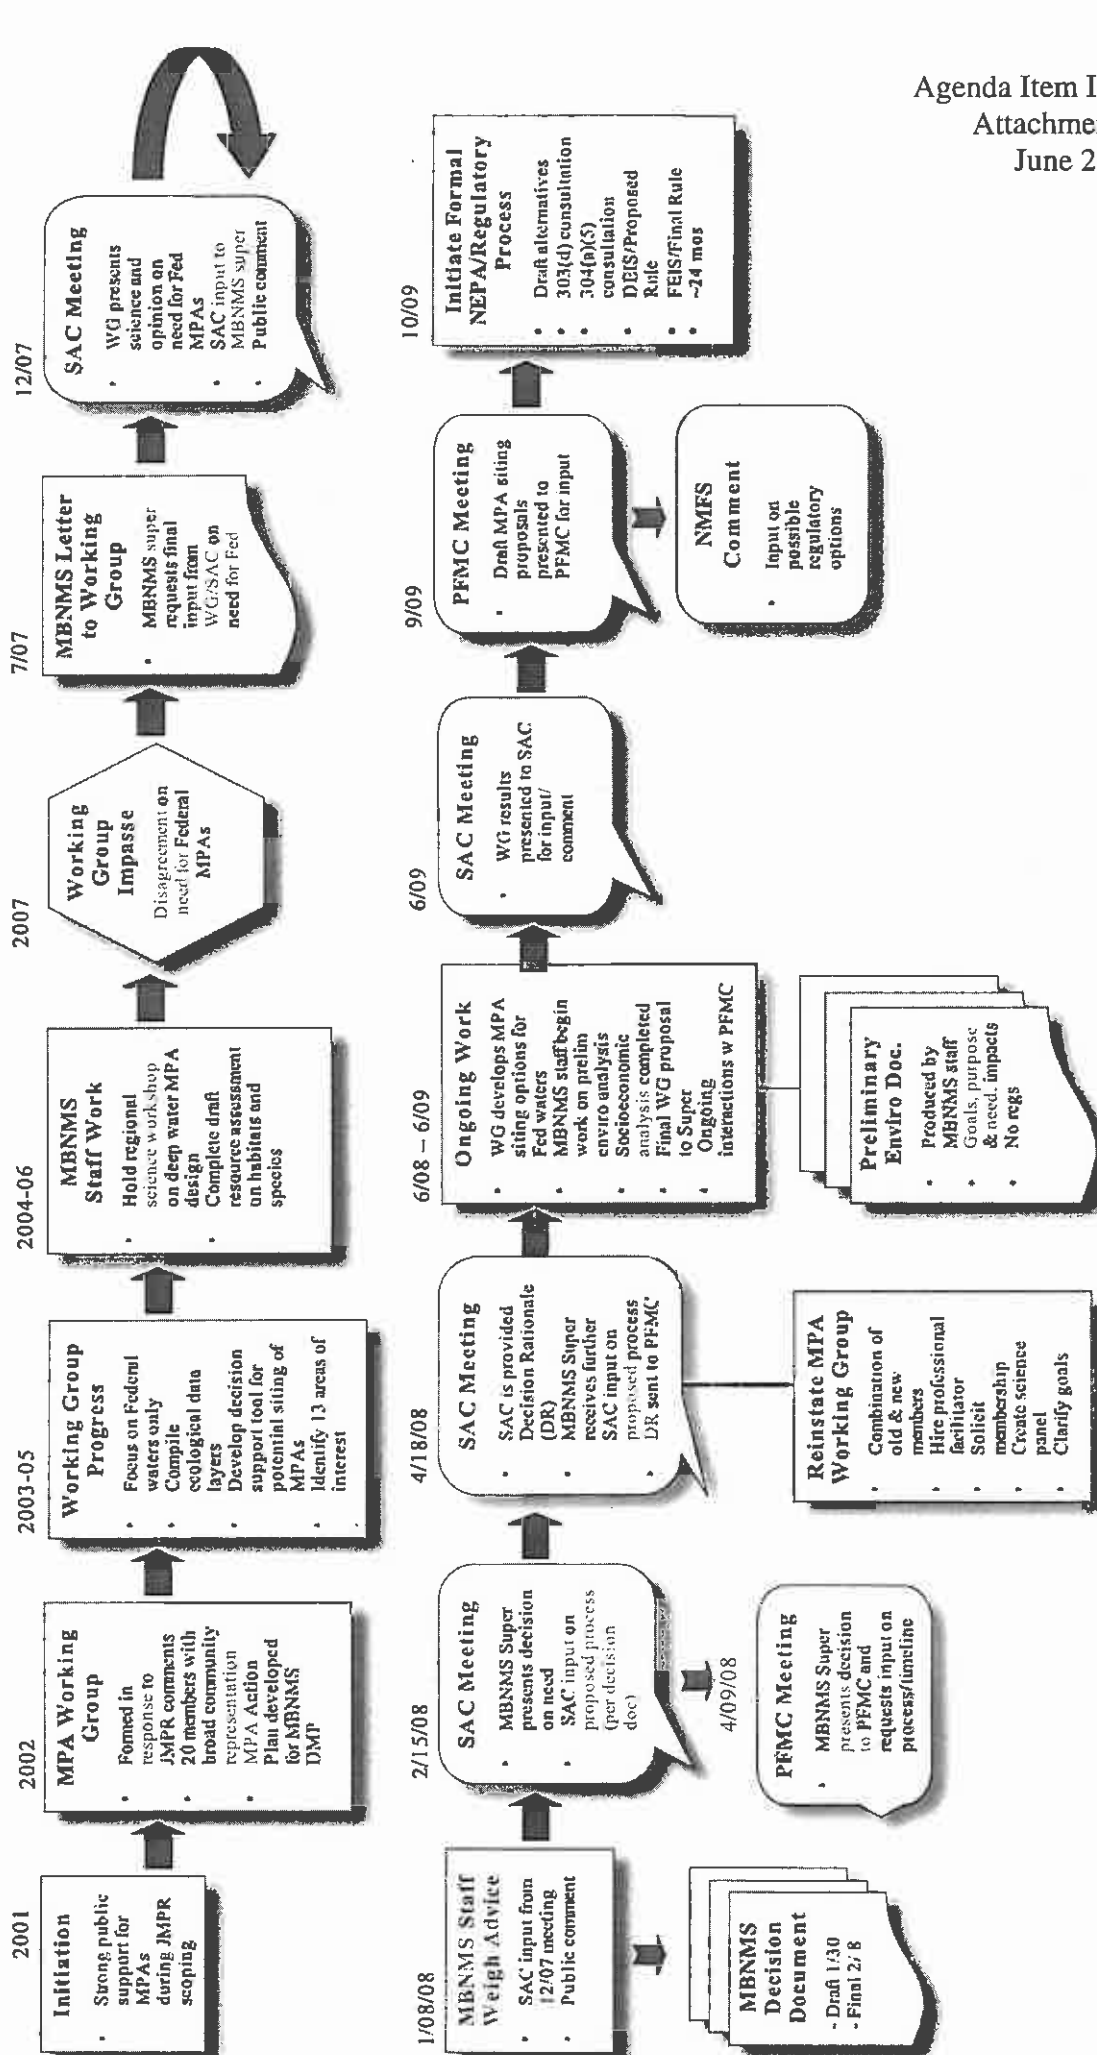 Agenda Item I
Attachme
June 2
2001
Initiation
• Strong public
support for
MPAs
during JMPR
scoping
2002
MPA Working
Group
• Fomed in
response to
JMPR comments
• 20 members with
broad community
representation
• MPA Action
Plan developed
for MBNMS
DMP
2003-05
Working Group
Progress
• Focus on Federal
waters only
• Compile
ecological data
layers
• Develop decision
support tool for
potential siting of
MPAs
• Identify 13 areas of
interest
2004-06
MBNMS
Staff Work
• Hold regional
science workshop
on deep water MPA
design
• Complete draft
resource assessment
on habitats and
species
2007
Working
Group
Impasse
Disagreement on
need for Federal
MPAs
7/07
MBNMS Letter
to Working
Group
• MBNMS super
requests final
input from
WG/SAC on
need for Fed
12/07
SAC Meeting
• WG presents
science and
opinion on
need for Fed
MPAs
• SAC input to
MBNMS super
• Public comment
1/08/08
MBNMS Staff
Weigh Advice
• SAC input from
12/07 meeting
• Public comment
MBNMS
Decision
Document
- Draft 1/30
- Final 2/ 8
2/15/08
SAC Meeting
• MBNMS Super
presents decision
on need
• SAC input on
proposed process
(per decision
doc)
4/09/08
PFMC Meeting
• MBNMS Super
presents decision
to PFMC and
requests input on
process/timeline
4/18/08
SAC Meeting
• SAC is provided
Decision Rationale
(DR)
• MBNMS Super
receives further
SAC input on
proposed process
• DR sent to PFMC
Reinstate MPA
Working Group
• Combination of
old & new
members
• Hire professional
facilitator
• Solicit
membership
• Create science
panel
• Clarify goals
6/08 – 6/09
Ongoing Work
• WG develops MPA
siting options for
Fed waters
• MBNMS staff begin
work on prelim
enviro analysis
• Socioeconomic
analysis completed
• Final WG proposal
to Super
• Ongoing
interactions w PFMC
Preliminary
Enviro Doc.
• Produced by
MBNMS staff
• Goals, purpose
& need, impacts
• No regs
6/09
SAC Meeting
• WG results
presented to SAC
for input/
comment
9/09
PFMC Meeting
• Draft MPA siting
proposals
presented to
PFMC for input
NMFS
Comment
• Input on
possible
regulatory
options
10/09
Initiate Formal
NEPA/Regulatory
Process
• Draft alternatives
• 303(d) consultation
• 304(a)(5)
consultation
• DEIS/Proposed
Rule
• FEIS/Final Rule
• ~24 mos